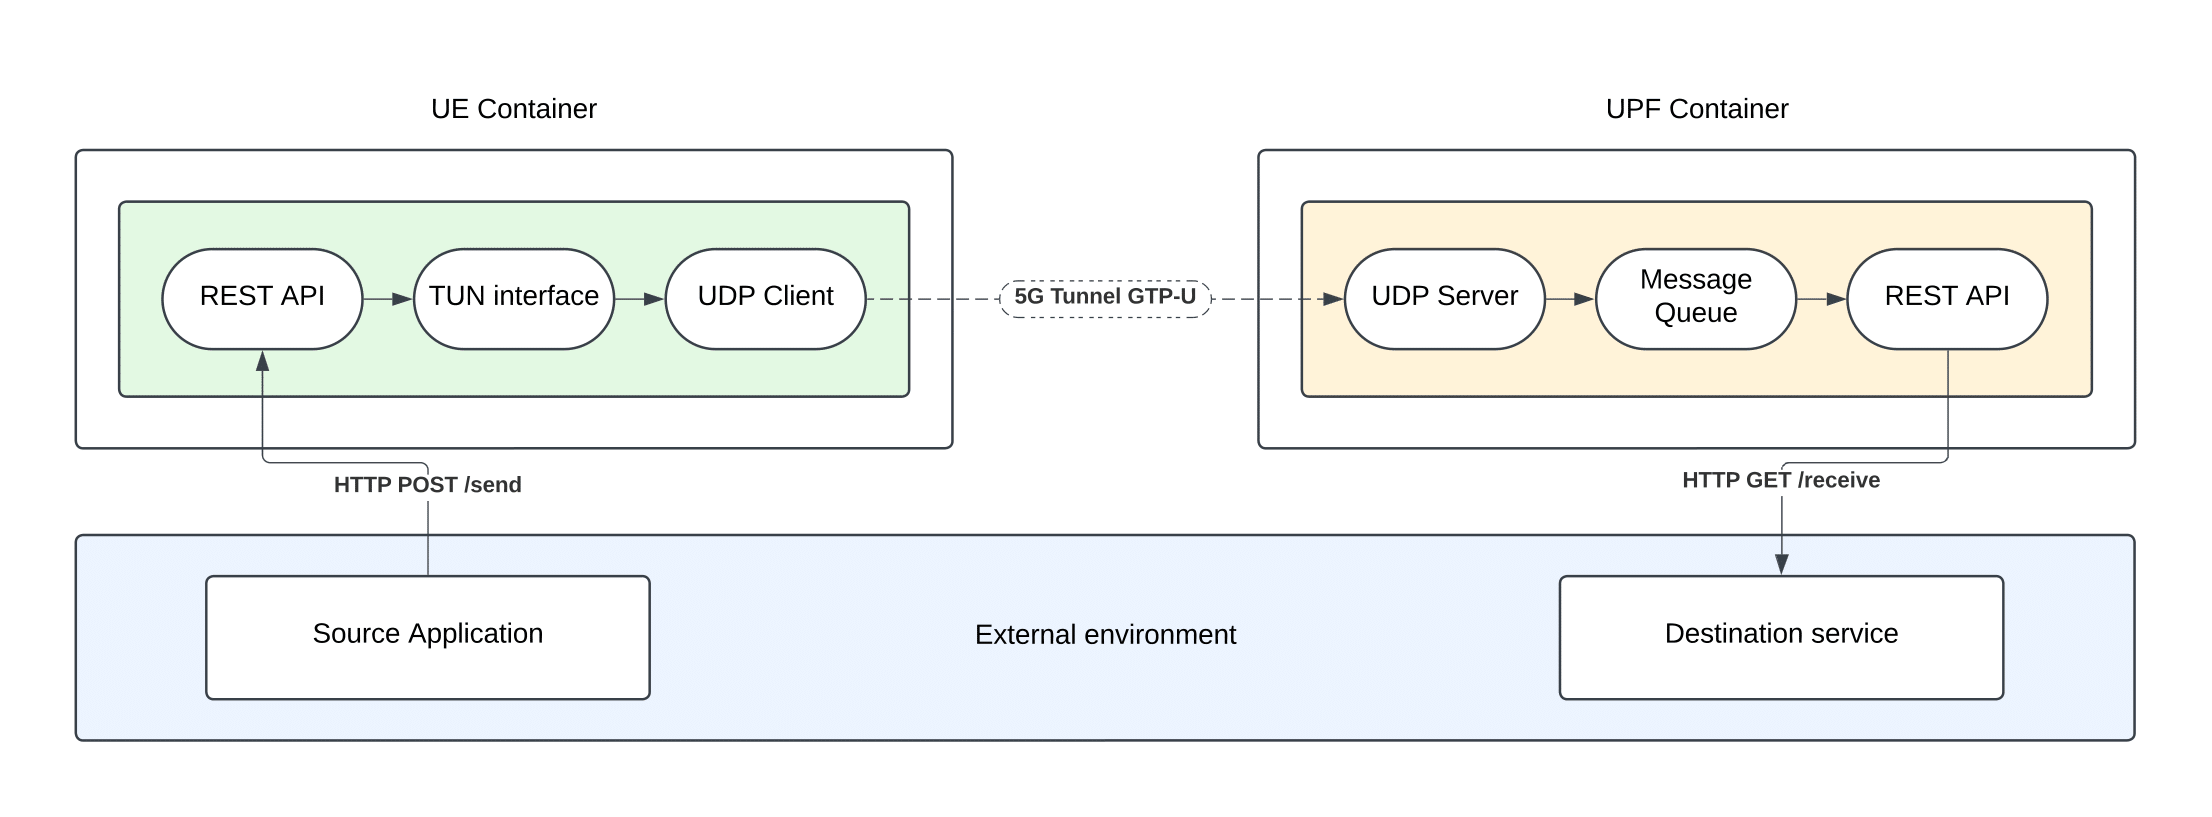 UE Container
UPF Container
REST API
TUN interface
UDP Client
5G Tunnel GTP-U
UDP Server
Message
Queue
REST API
HTTP POST /send
HTTP GET /receive
Source Application
External environment
Destination service